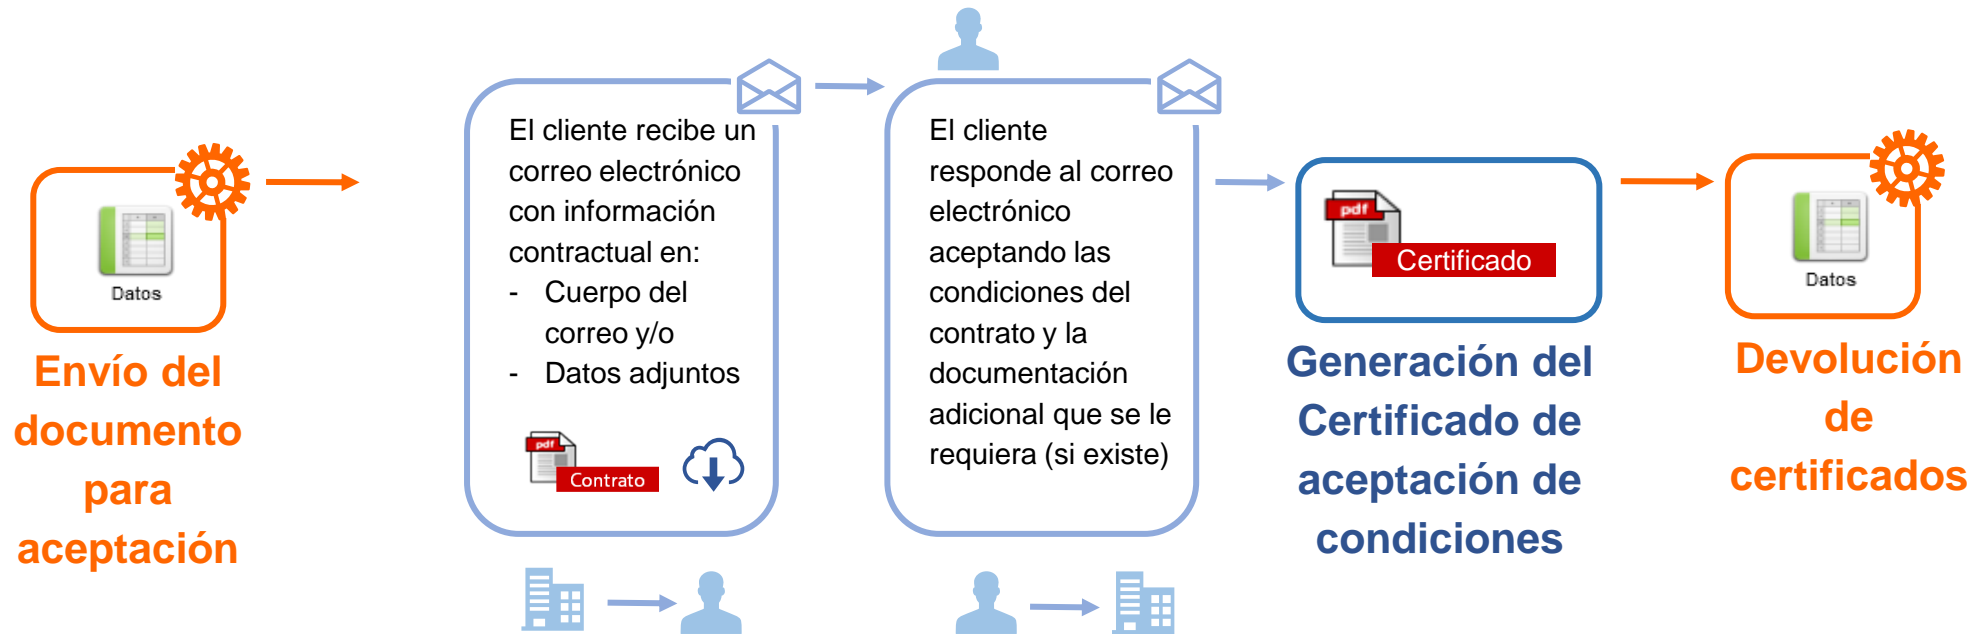 Datos
Envío del
documento
para
aceptación
El cliente recibe un
correo electrónico
con información
contractual en:
- Cuerpo del
correo y/o
- Datos adjuntos
pdf
Contrato
El cliente
responde al correo
electrónico
aceptando las
condiciones del
contrato y la
documentación
adicional que se le
requiera (si existe)
pdf
Certificado
Generación del
Certificado de
aceptación de
condiciones
Datos
Devolución
de
certificados